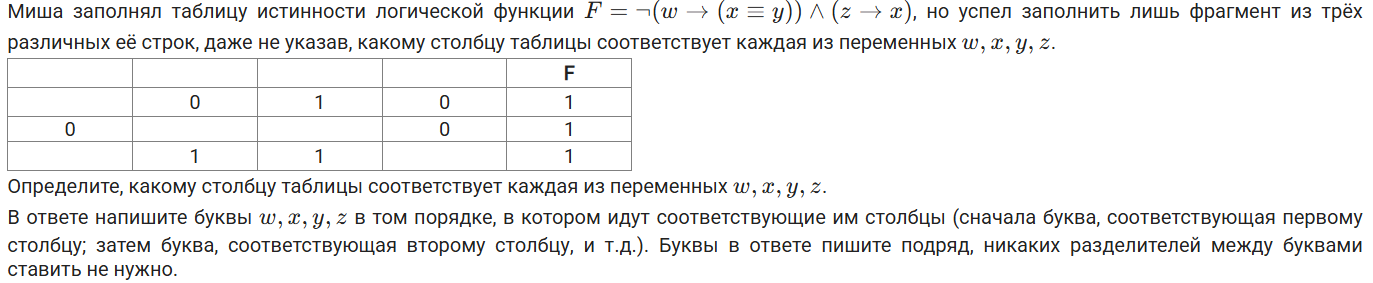 Миша заполнял таблицу истинности логической функции F = ¬(w → (x ≡ y)) ∧ (z → x), но успел заполнить лишь фрагмент из трёх
различных её строк, даже не указав, какому столбцу таблицы соответствует каждая из переменных w, x, y, z.
F
0 1 0 1
0 0 1
1 1 1
Определите, какому столбцу таблицы соответствует каждая из переменных w, x, y, z.
В ответе напишите буквы w, x, y, z в том порядке, в котором идут соответствующие им столбцы (сначала буква, соответствующая первому
столбцу; затем буква, соответствующая второму столбцу, и т.д.). Буквы в ответе пишите подряд, никаких разделителей между буквами
ставить не нужно.